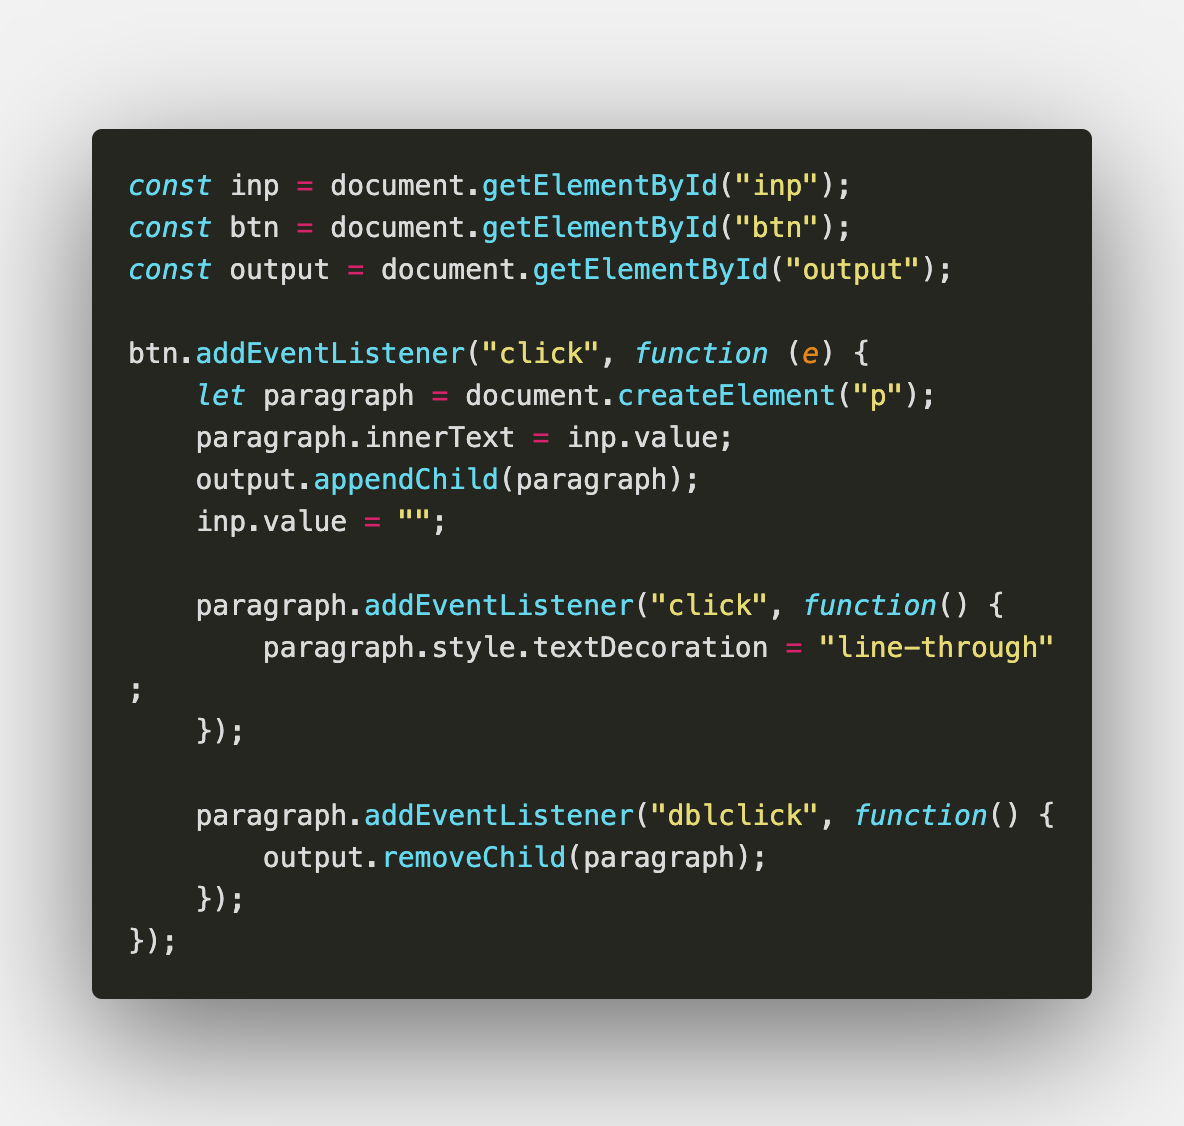 const inp = document.getElementById("inp");
const btn = document.getElementById("btn");
const output = document.getElementById("output");

btn.addEventListener("click", function (e) {
    let paragraph = document.createElement("p");
    paragraph.innerText = inp.value;
    output.appendChild(paragraph);
    inp.value = "";

    paragraph.addEventListener("click", function() {
        paragraph.style.textDecoration = "line-through"
;
    });

    paragraph.addEventListener("dblclick", function() {
        output.removeChild(paragraph);
    });
});